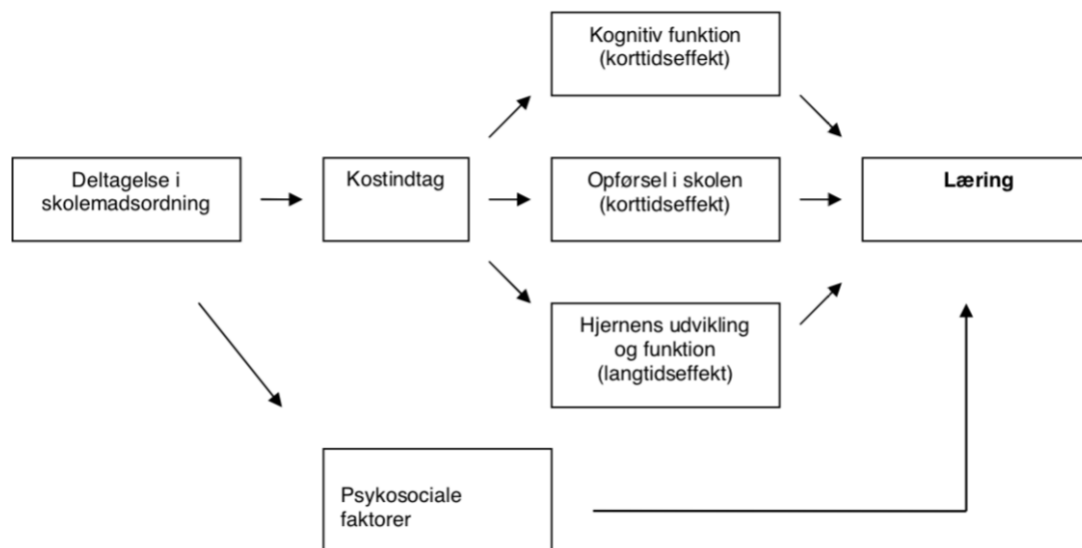 Kognitiv funktion
(korttidseffekt)
Deltagelse i
skolemadsordning
Kostindtag
Opførsel i skolen
(korttidseffekt)
Læring
Hjernens udvikling
og funktion
(langtidseffekt)
Psykosociale
faktorer